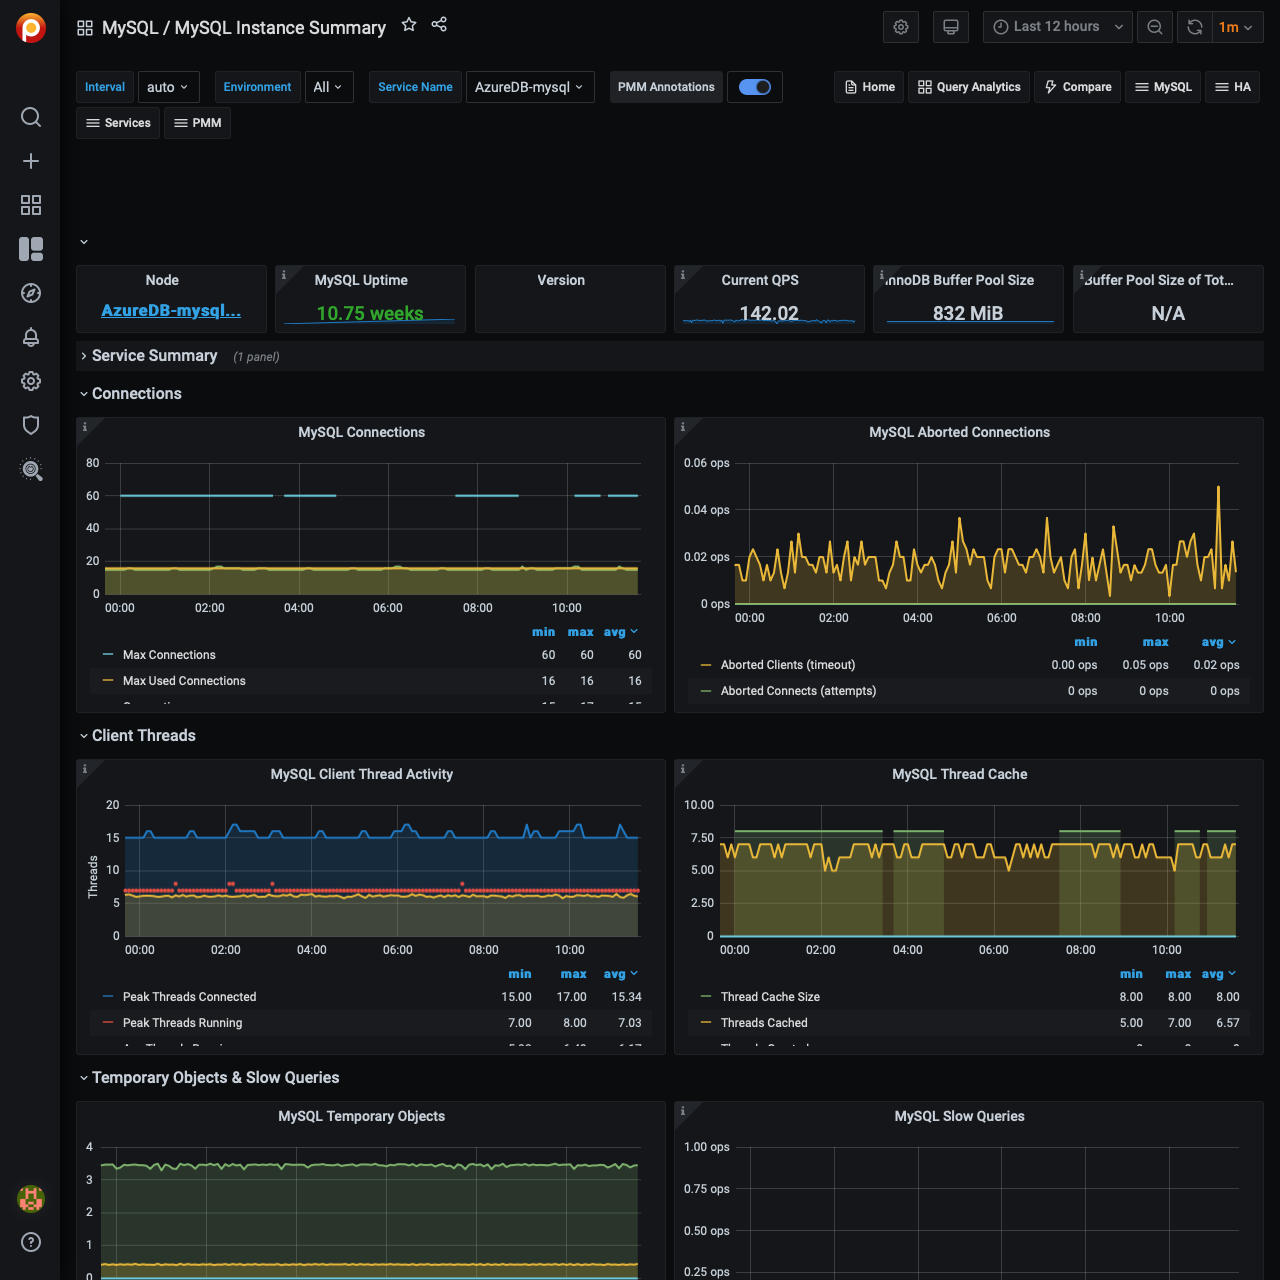 MySQL / MySQL Instance Summary
Last 12 hours
1m
Interval
auto
Environment
All
Service Name
AzureDB-mysql
PMM Annotations
Home
Query Analytics
Compare
MySQL
HA
Services
PMM
Node
AzureDB-mysql...
MySQL Uptime
10.75 weeks
Version
Current QPS
142.02
InnoDB Buffer Pool Size
832 MiB
Buffer Pool Size of Tot...
N/A
Service Summary (1 panel)
Connections
MySQL Connections
80
60
40
20
0
00:00 02:00 04:00 06:00 08:00 10:00
min max avg
Max Connections 60 60 60
Max Used Connections 16 16 16
MySQL Aborted Connections
0.06 ops
0.04 ops
0.02 ops
0 ops
00:00 02:00 04:00 06:00 08:00 10:00
min max avg
Aborted Clients (timeout) 0.00 ops 0.05 ops 0.02 ops
Aborted Connects (attempts) 0 ops 0 ops 0 ops
Client Threads
MySQL Client Thread Activity
Threads
20
15
10
5
0
00:00 02:00 04:00 06:00 08:00 10:00
min max avg
Peak Threads Connected 15.00 17.00 15.34
Peak Threads Running 7.00 8.00 7.03
MySQL Thread Cache
10.00
7.50
5.00
2.50
0
00:00 02:00 04:00 06:00 08:00 10:00
min max avg
Thread Cache Size 8.00 8.00 8.00
Threads Cached 5.00 7.00 6.57
Temporary Objects & Slow Queries
MySQL Temporary Objects
4
3
2
1
0
MySQL Slow Queries
1.00 ops
0.75 ops
0.50 ops
0.25 ops